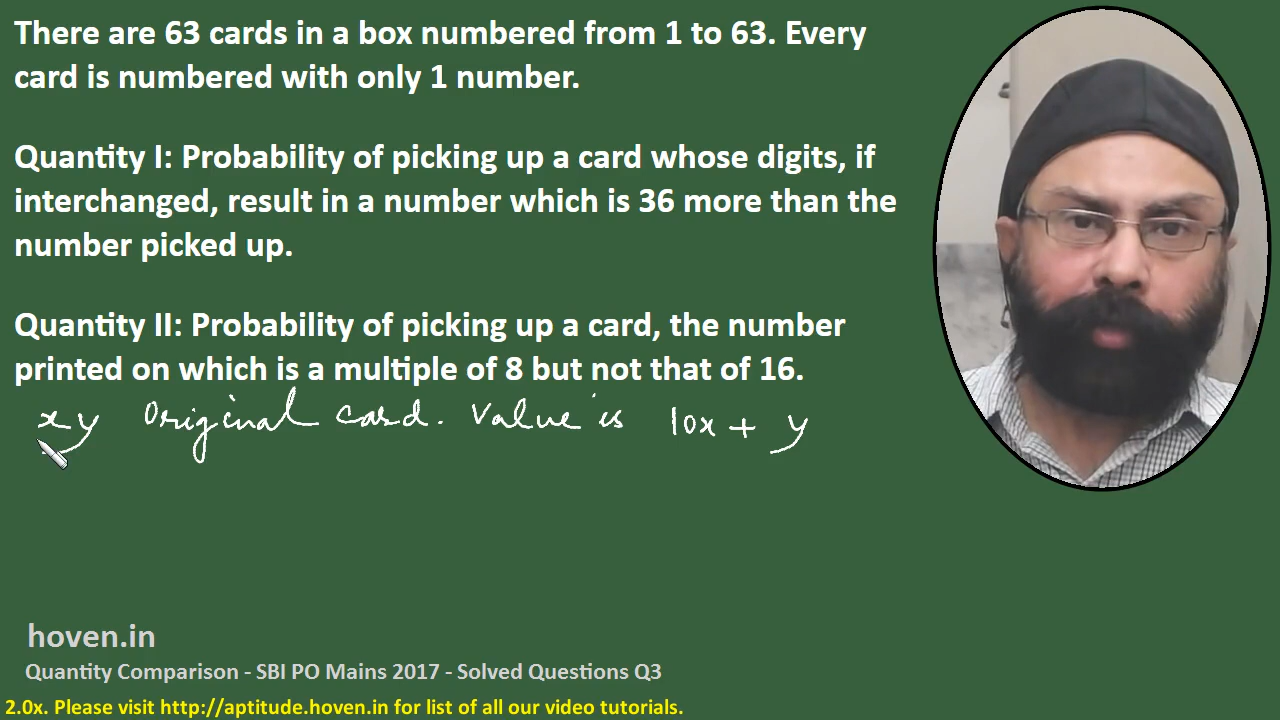 There are 63 cards in a box numbered from 1 to 63. Every
card is numbered with only 1 number.
Quantity I: Probability of picking up a card whose digits, if
interchanged, result in a number which is 36 more than the
number picked up.
Quantity II: Probability of picking up a card, the number
printed on which is a multiple of 8 but not that of 16.
xy Original card. Value is 10x + y
hoven.in
Quantity Comparison - SBI PO Mains 2017 - Solved Questions Q3
2.0x. Please visit http://aptitude.hoven.in for list of all our video tutorials.